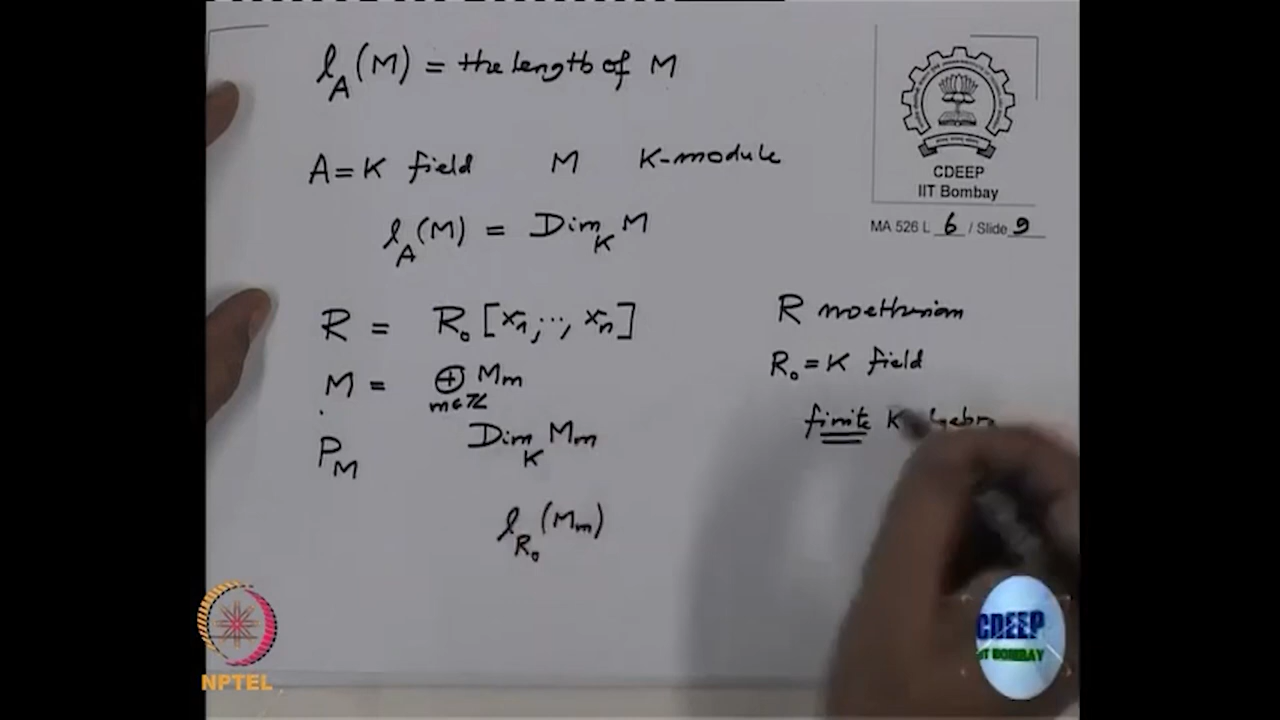 l_A(M) = the length of M
A = K field M K-module
l_A(M) = Dim_K M
R = R_0[x_1, ..., x_n]
M = ⊕_{m∈ℤ} M_m
P_M Dim_K M_m
l_{R_0}(M_m)
CDEEP
IIT Bombay
MA 526 L 6 / Slide 9
R noetherian
R_0 = K field
finite K
NPTEL
CDEEP
IIT BOMBAY